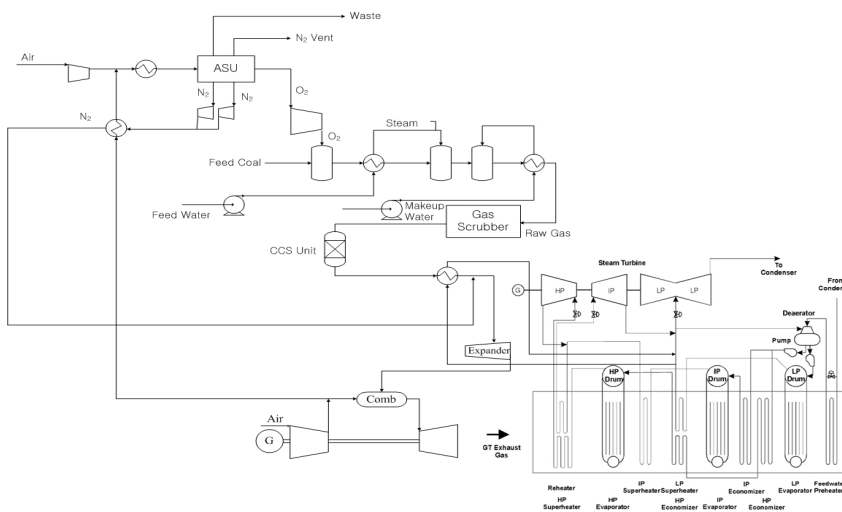 Waste
N₂ Vent
Air
ASU
N₂
N₂
O₂
N₂
O₂
Steam
Feed Coal
Feed Water
Makeup
Water
Gas
Scrubber
Raw Gas
CCS Unit
To
Condenser
Steam Turbine
From
G
HP
IP
LP
LP
Deaerator
Pump
Expander
HP
Drum
IP
Drum
LP
Drum
Comb
Air
G
GT Exhaust
Gas
Reheater
HP
Superheater
HP
Evaporator
IP
Superheater
LP
Superheater
HP
Economizer
IP
Evaporator
IP
Economizer
HP
Economizer
LP
Evaporator
Feedwater
Preheater